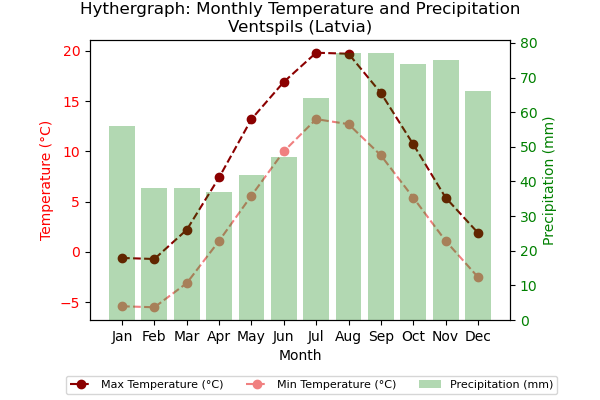 Hythergraph: Monthly Temperature and Precipitation
Ventspils (Latvia)
Temperature (°C)
20
15
10
5
0
−5
80
70
60
50
40
30
20
10
0
Precipitation (mm)
Jan Feb Mar Apr May Jun Jul Aug Sep Oct Nov Dec
Month
Max Temperature (°C) Min Temperature (°C) Precipitation (mm)